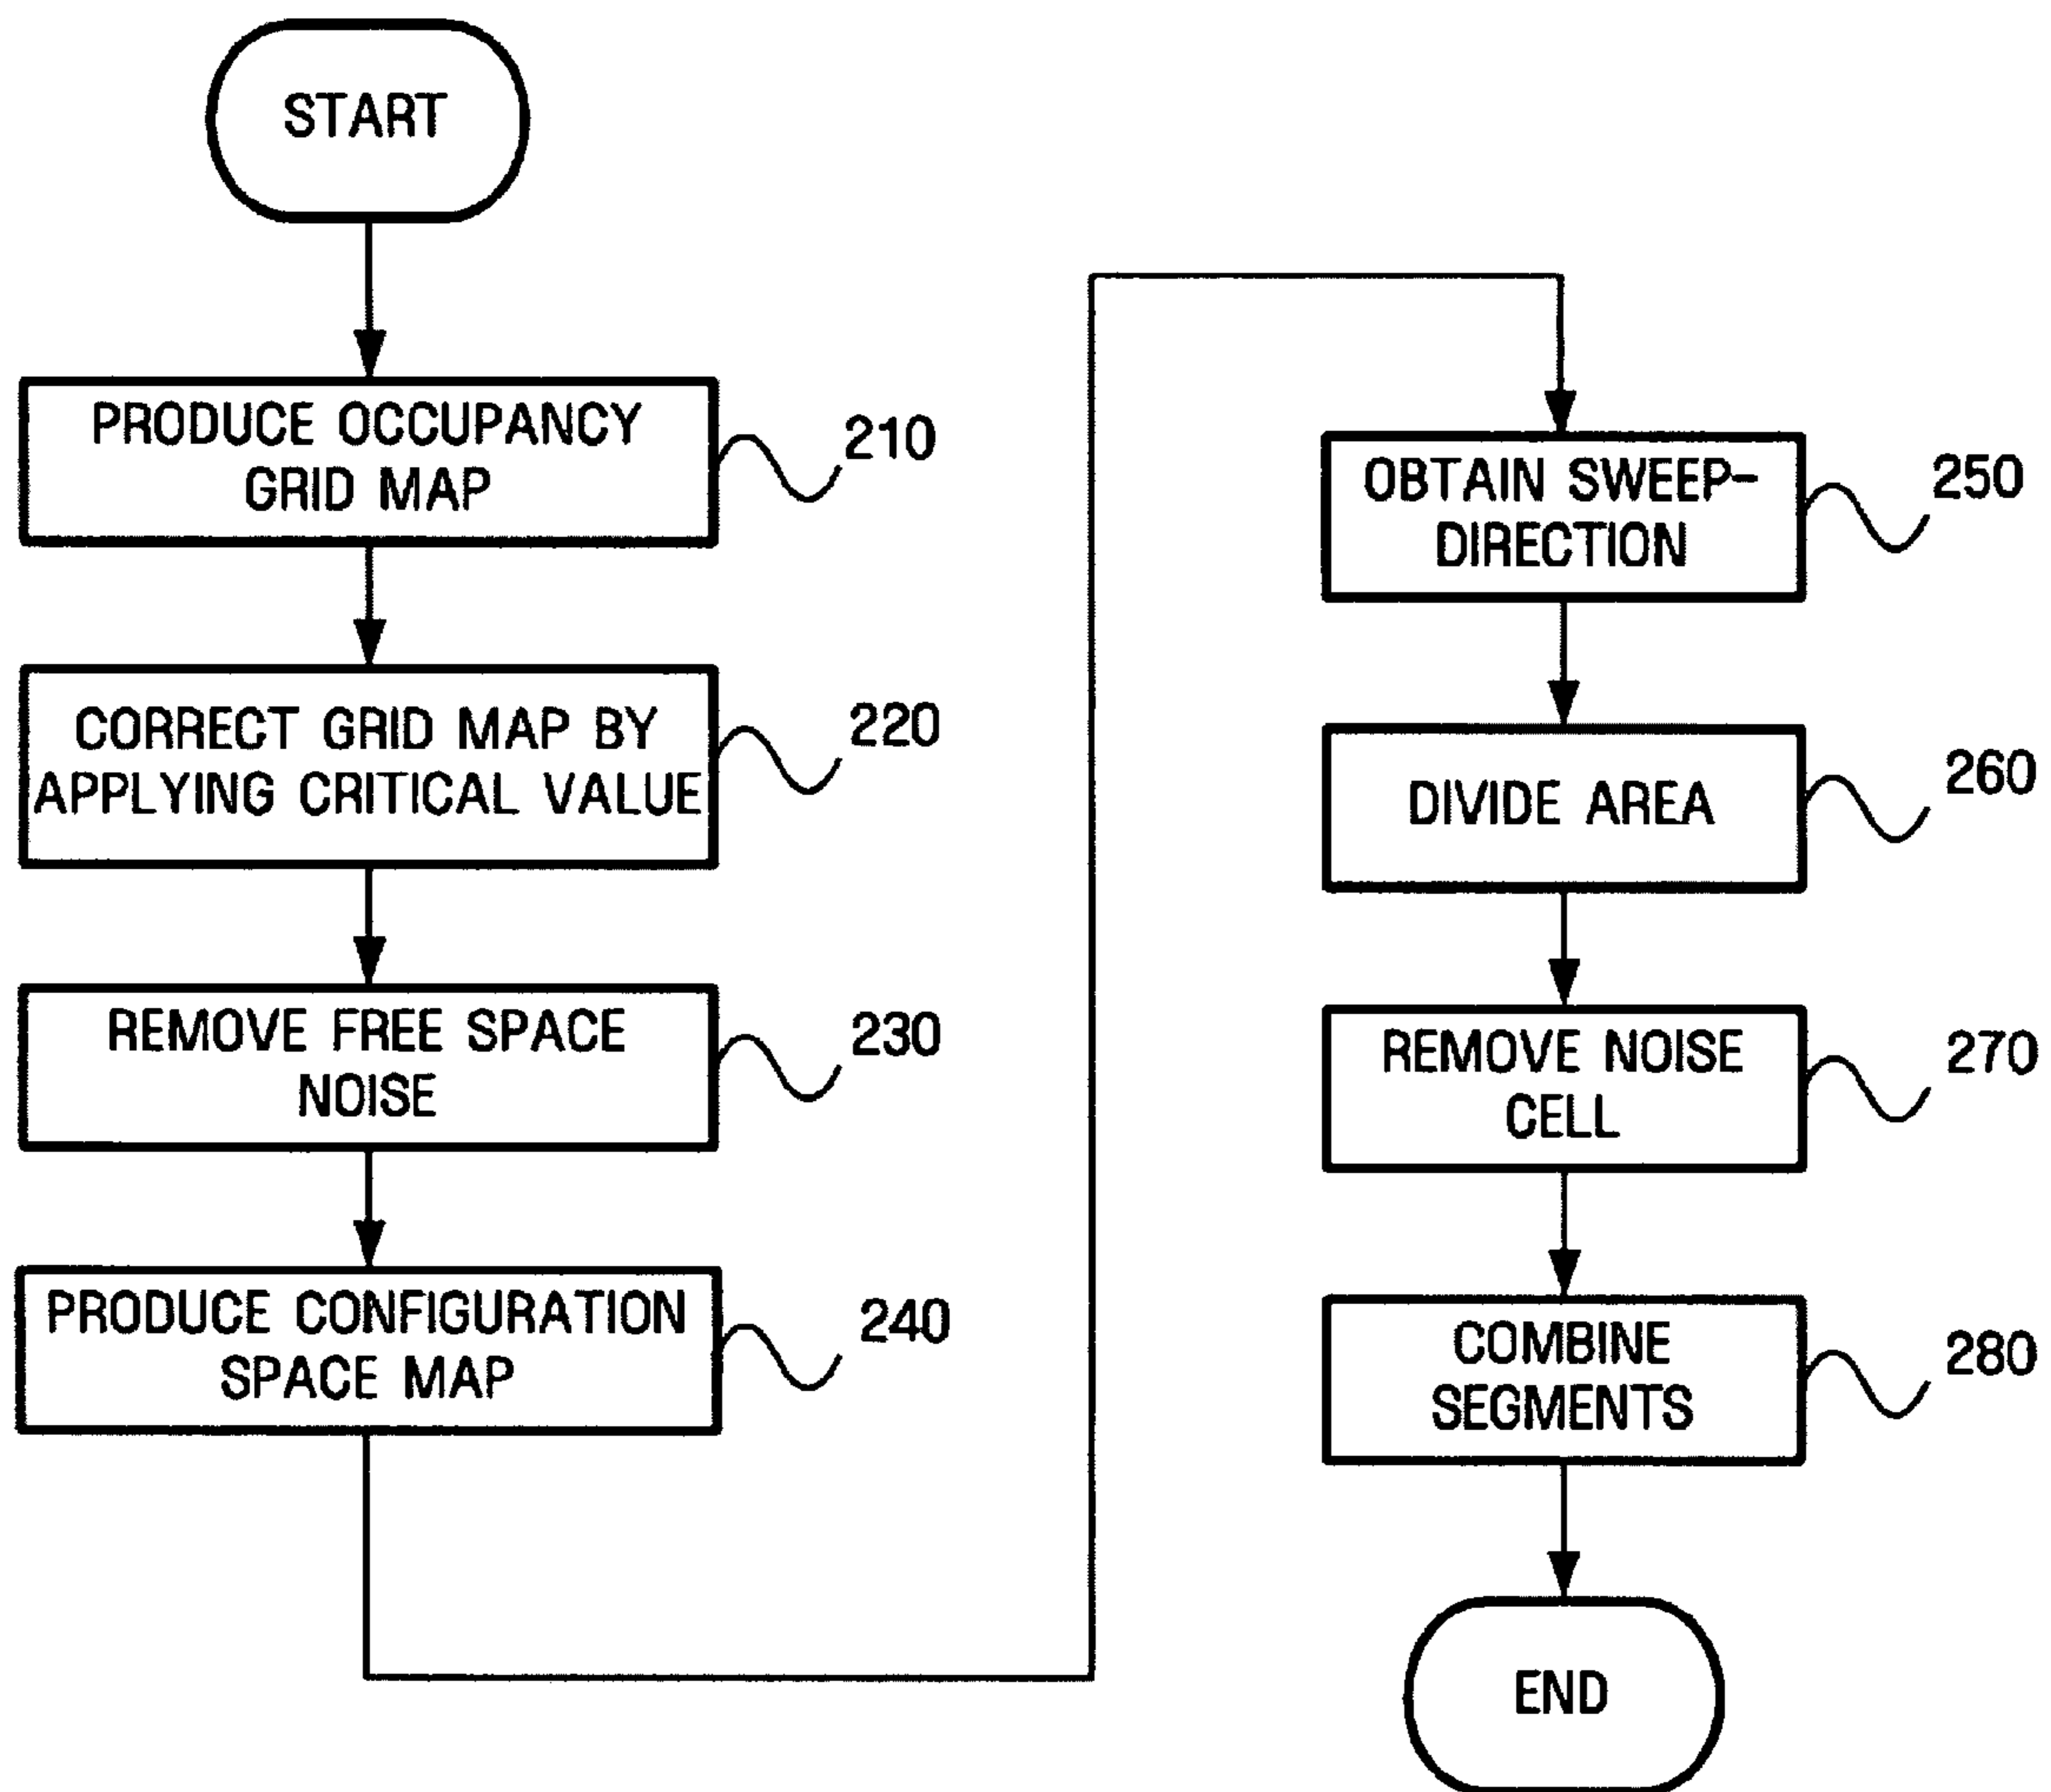 START
PRODUCE OCCUPANCY
GRID MAP
210
CORRECT GRID MAP BY
APPLYING CRITICAL VALUE
220
REMOVE FREE SPACE
NOISE
230
PRODUCE CONFIGURATION
SPACE MAP
240
OBTAIN SWEEP-
DIRECTION
250
DIVIDE AREA
260
REMOVE NOISE
CELL
270
COMBINE
SEGMENTS
280
END